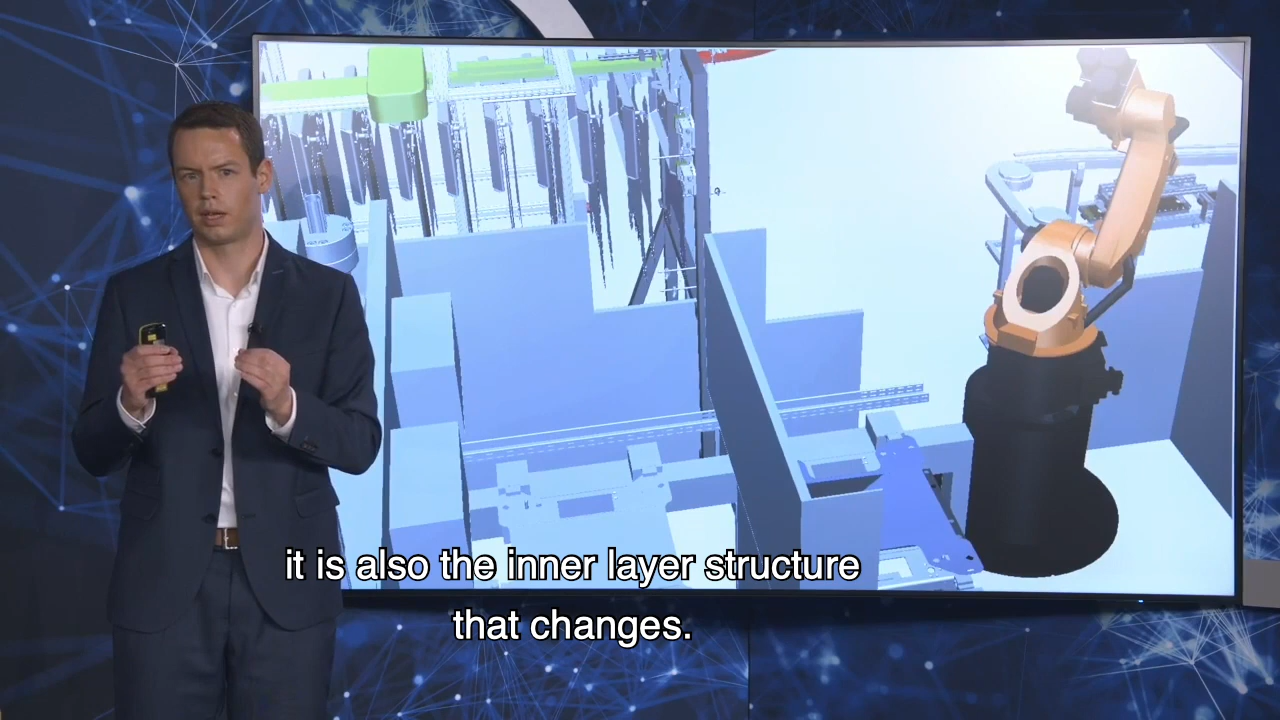 it is also the inner layer structure
that changes.